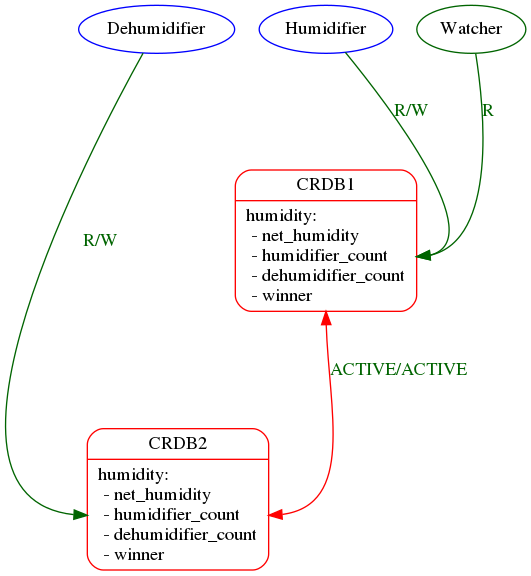 Dehumidifier
Humidifier
Watcher
R/W
R
CRDB1
humidity:
- net_humidity
- humidifier_count
- dehumidifier_count
- winner
R/W
ACTIVE/ACTIVE
CRDB2
humidity:
- net_humidity
- humidifier_count
- dehumidifier_count
- winner